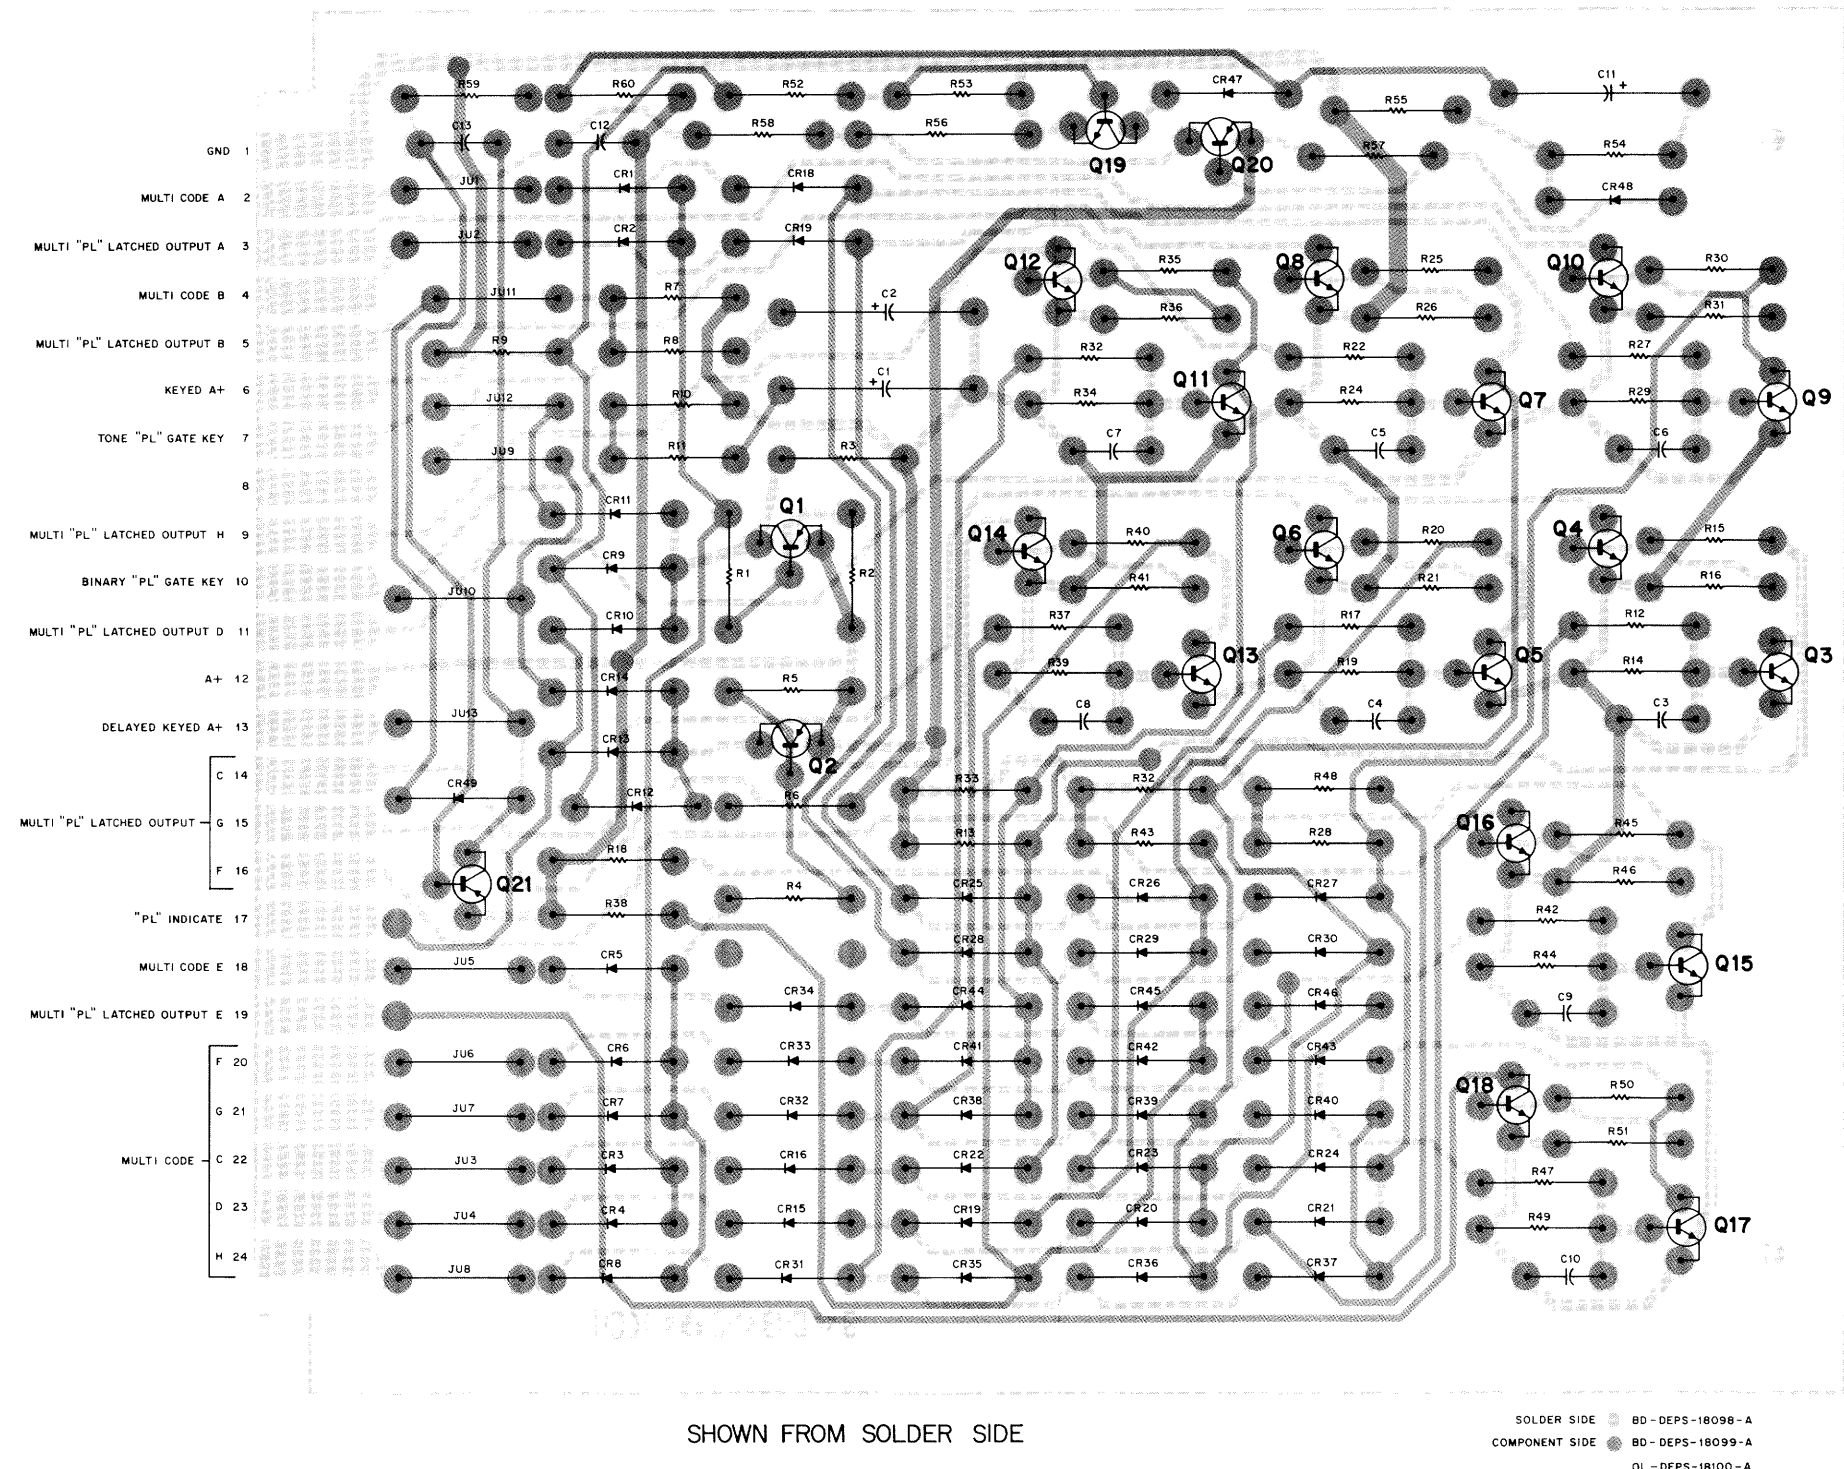 R59 R60 R52 R53 CR47 C11 +
R55
C13 C12 R58 R56
GND 1
Q19 Q20 R57 R54
JU1 CR1 CR18 CR48
MULTI CODE A 2
JU2 CR2 CR19
MULTI "PL" LATCHED OUTPUT A 3
Q12 R35 Q8 R25 Q10 R30
MULTI CODE B 4
JU11 R7 + C2 R36 R26 R31
MULTI "PL" LATCHED OUTPUT B 5
R9 R8 R32 R22 R27
KEYED A+ 6
JU12 R10 + C1 R34 Q11 R24 Q7 R29 Q9
TONE "PL" GATE KEY 7
JU9 R11 R3 C7 C5 C6
8
CR11 Q1
MULTI "PL" LATCHED OUTPUT H 9
Q14 R40 Q6 R20 Q4 R15
CR9 R1 R2 R41 R21 R16
BINARY "PL" GATE KEY 10
JU10
MULTI "PL" LATCHED OUTPUT D 11
CR10 R37 R17 R12
Q13 Q5 Q3
A+ 12
CR14 R5 R39 R19 R14
DELAYED KEYED A+ 13
JU13 C8 C4 C3
CR13 Q2
C 14
CR49 CR12 R6 R33 R32 R48
MULTI "PL" LATCHED OUTPUT
G 15
Q16 R45
R18 R13 R43 R28
F 16
Q21 R4 CR25 CR26 CR27 R46
"PL" INDICATE 17
R38 R42
CR28 CR29 CR30
MULTI CODE E 18
JU5 CR5 R44 Q15
CR34 CR44 CR45 CR46 C9
MULTI "PL" LATCHED OUTPUT E 19
F 20
JU6 CR6 CR33 CR41 CR42 CR43
Q18 R50
G 21
JU7 CR7 CR32 CR38 CR39 CR40
R51
MULTI CODE
C 22
JU3 CR3 CR16 CR22 CR23 CR24 R47
D 23
JU4 CR4 CR15 CR19 CR20 CR21 R49 Q17
H 24
JU8 CR8 CR31 CR35 CR36 CR37 C10
SHOWN FROM SOLDER SIDE
SOLDER SIDE BD-DEPS-18098-A
COMPONENT SIDE BD-DEPS-18099-A
OL-DEPS-18100-A